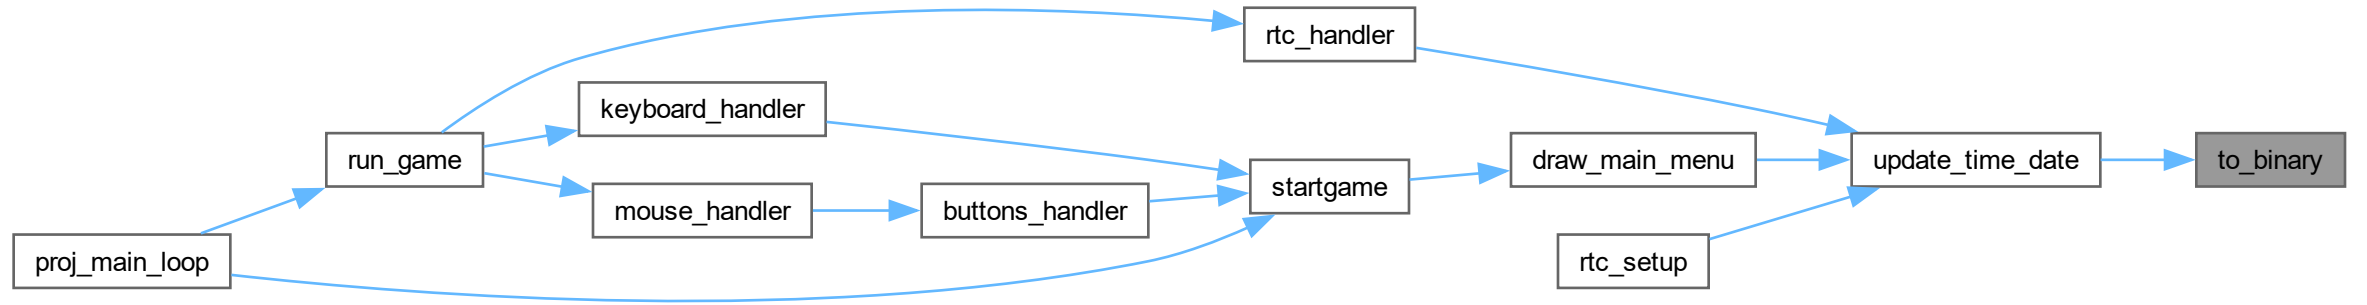 rtc_handler
keyboard_handler
run_game
draw_main_menu
update_time_date
to_binary
startgame
mouse_handler
buttons_handler
proj_main_loop
rtc_setup